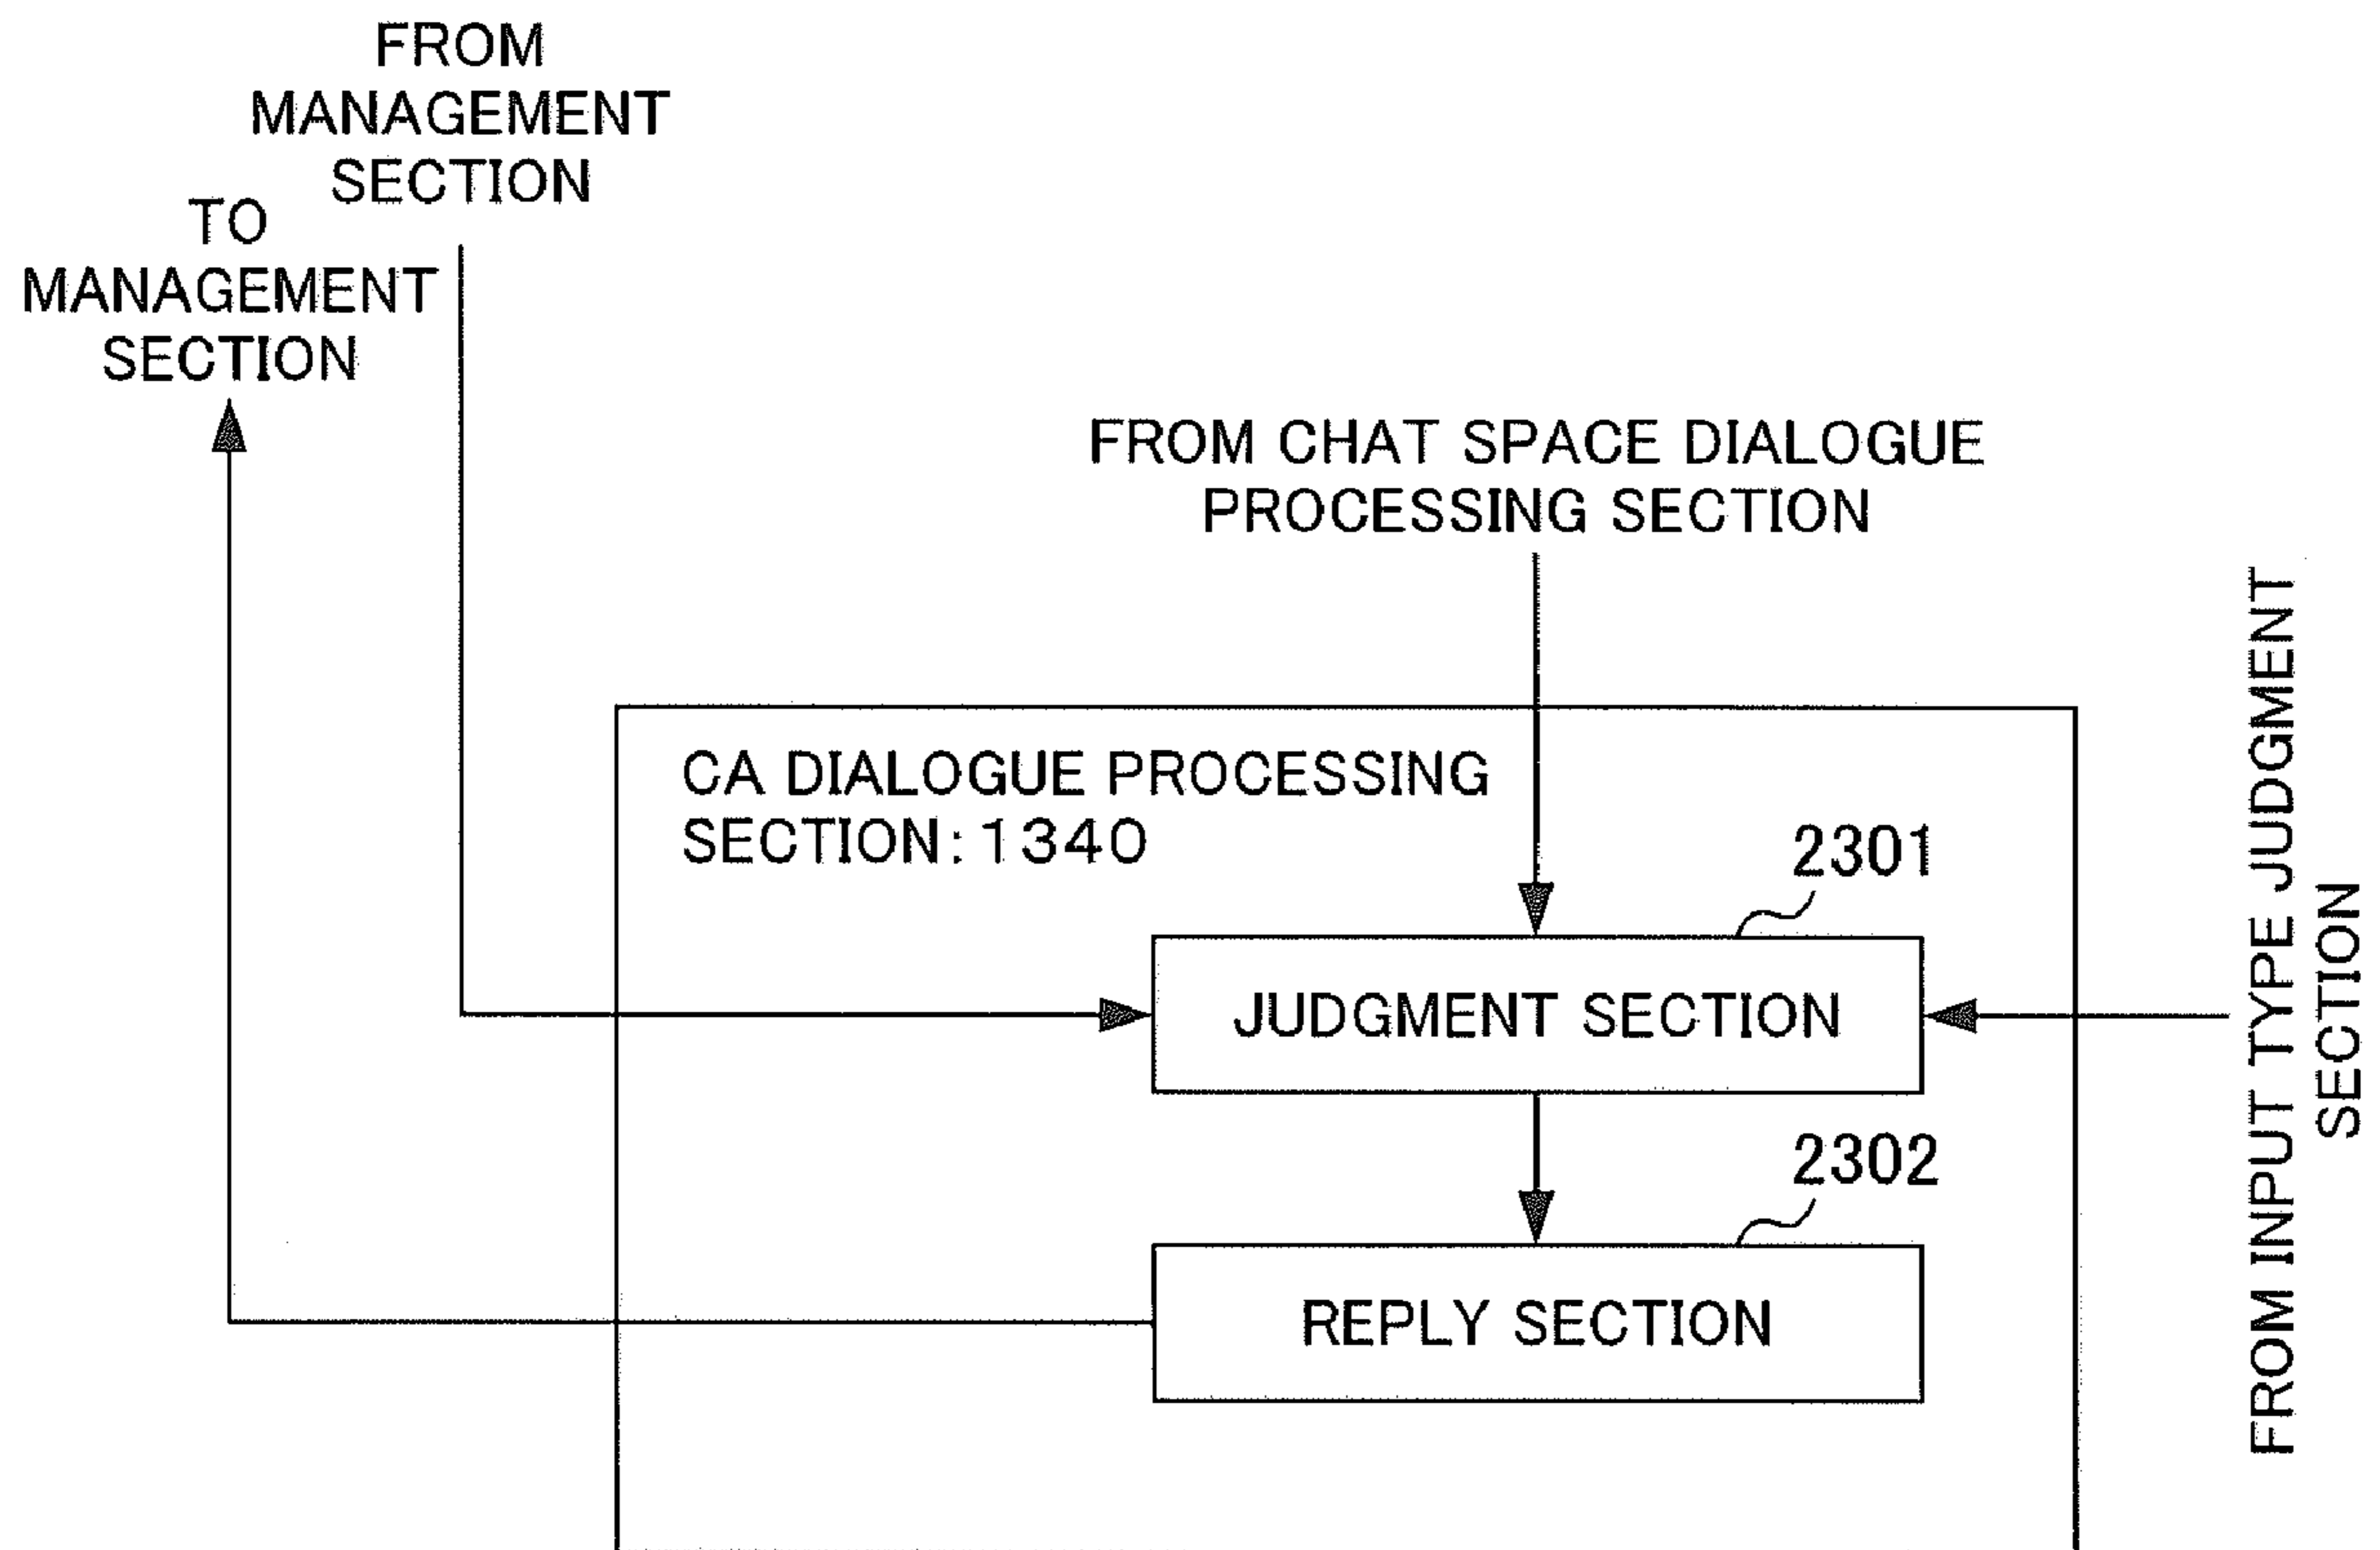 FROM
MANAGEMENT
SECTION
TO
MANAGEMENT
SECTION
FROM CHAT SPACE DIALOGUE
PROCESSING SECTION
CA DIALOGUE PROCESSING
SECTION: 1340
2301
JUDGMENT SECTION
2302
REPLY SECTION
FROM INPUT TYPE JUDGMENT
SECTION